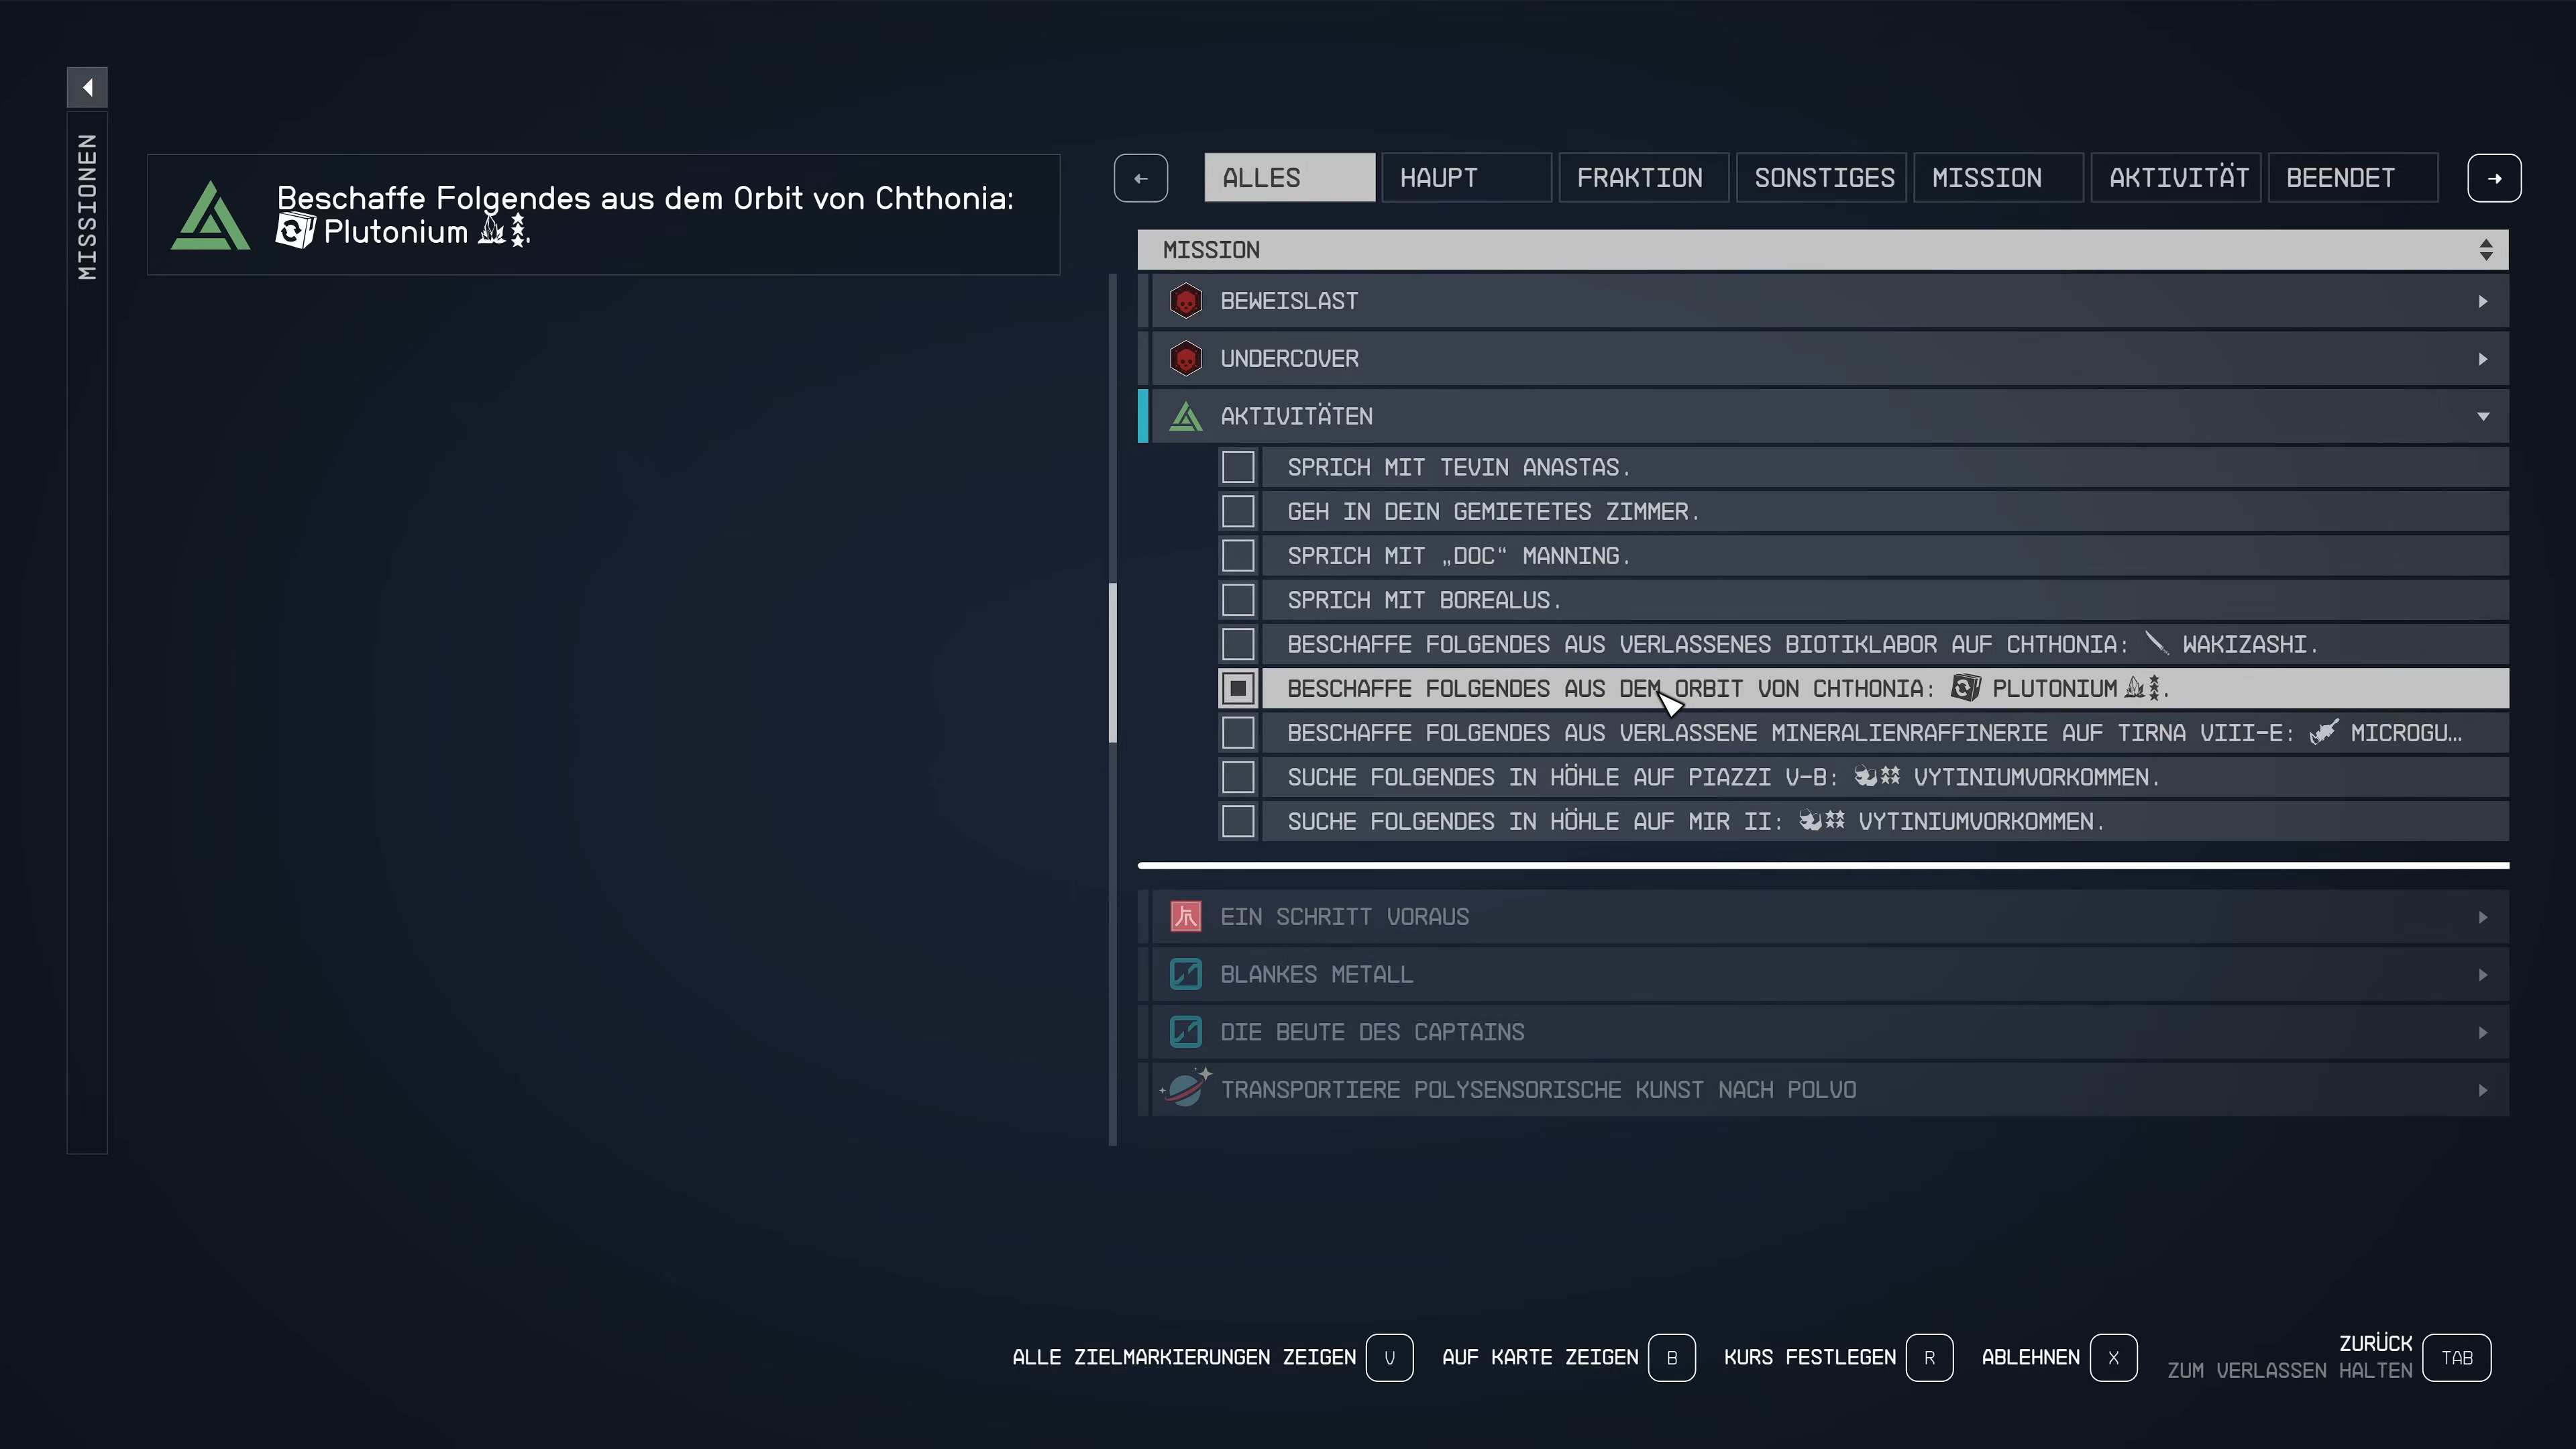 MISSIONEN
Beschaffe Folgendes aus dem Orbit von Chthonia:
Plutonium .
ALLES
HAUPT
FRAKTION
SONSTIGES
MISSION
AKTIVITÄT
BEENDET
MISSION
BEWEISLAST
UNDERCOVER
AKTIVITÄTEN
SPRICH MIT TEVIN ANASTAS.
GEH IN DEIN GEMIETETES ZIMMER.
SPRICH MIT „DOC“ MANNING.
SPRICH MIT BOREALUS.
BESCHAFFE FOLGENDES AUS VERLASSENES BIOTIKLABOR AUF CHTHONIA: WAKIZASHI.
BESCHAFFE FOLGENDES AUS DEM ORBIT VON CHTHONIA: PLUTONIUM .
BESCHAFFE FOLGENDES AUS VERLASSENE MINERALIENRAFFINERIE AUF TIRNA VIII-E: MICROGU...
SUCHE FOLGENDES IN HÖHLE AUF PIAZZI V-B: VYTINIUMVORKOMMEN.
SUCHE FOLGENDES IN HÖHLE AUF MIR II: VYTINIUMVORKOMMEN.
EIN SCHRITT VORAUS
BLANKES METALL
DIE BEUTE DES CAPTAINS
TRANSPORTIERE POLYSENSORISCHE KUNST NACH POLVO
ALLE ZIELMARKIERUNGEN ZEIGEN V
AUF KARTE ZEIGEN B
KURS FESTLEGEN R
ABLEHNEN X
ZURÜCK
ZUM VERLASSEN HALTEN
TAB